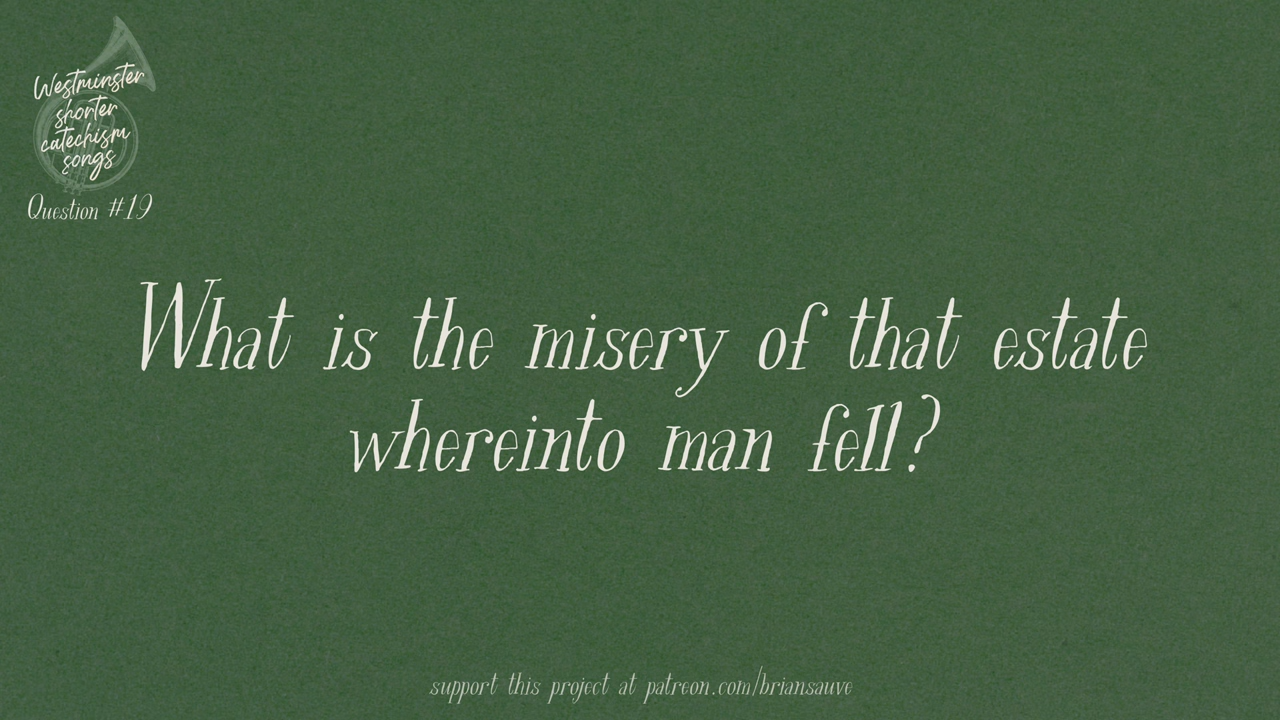 Westminster
shorter
catechism
songs
Question #19
What is the misery of that estate
whereinto man fell?
support this project at patreon.com/briansauve